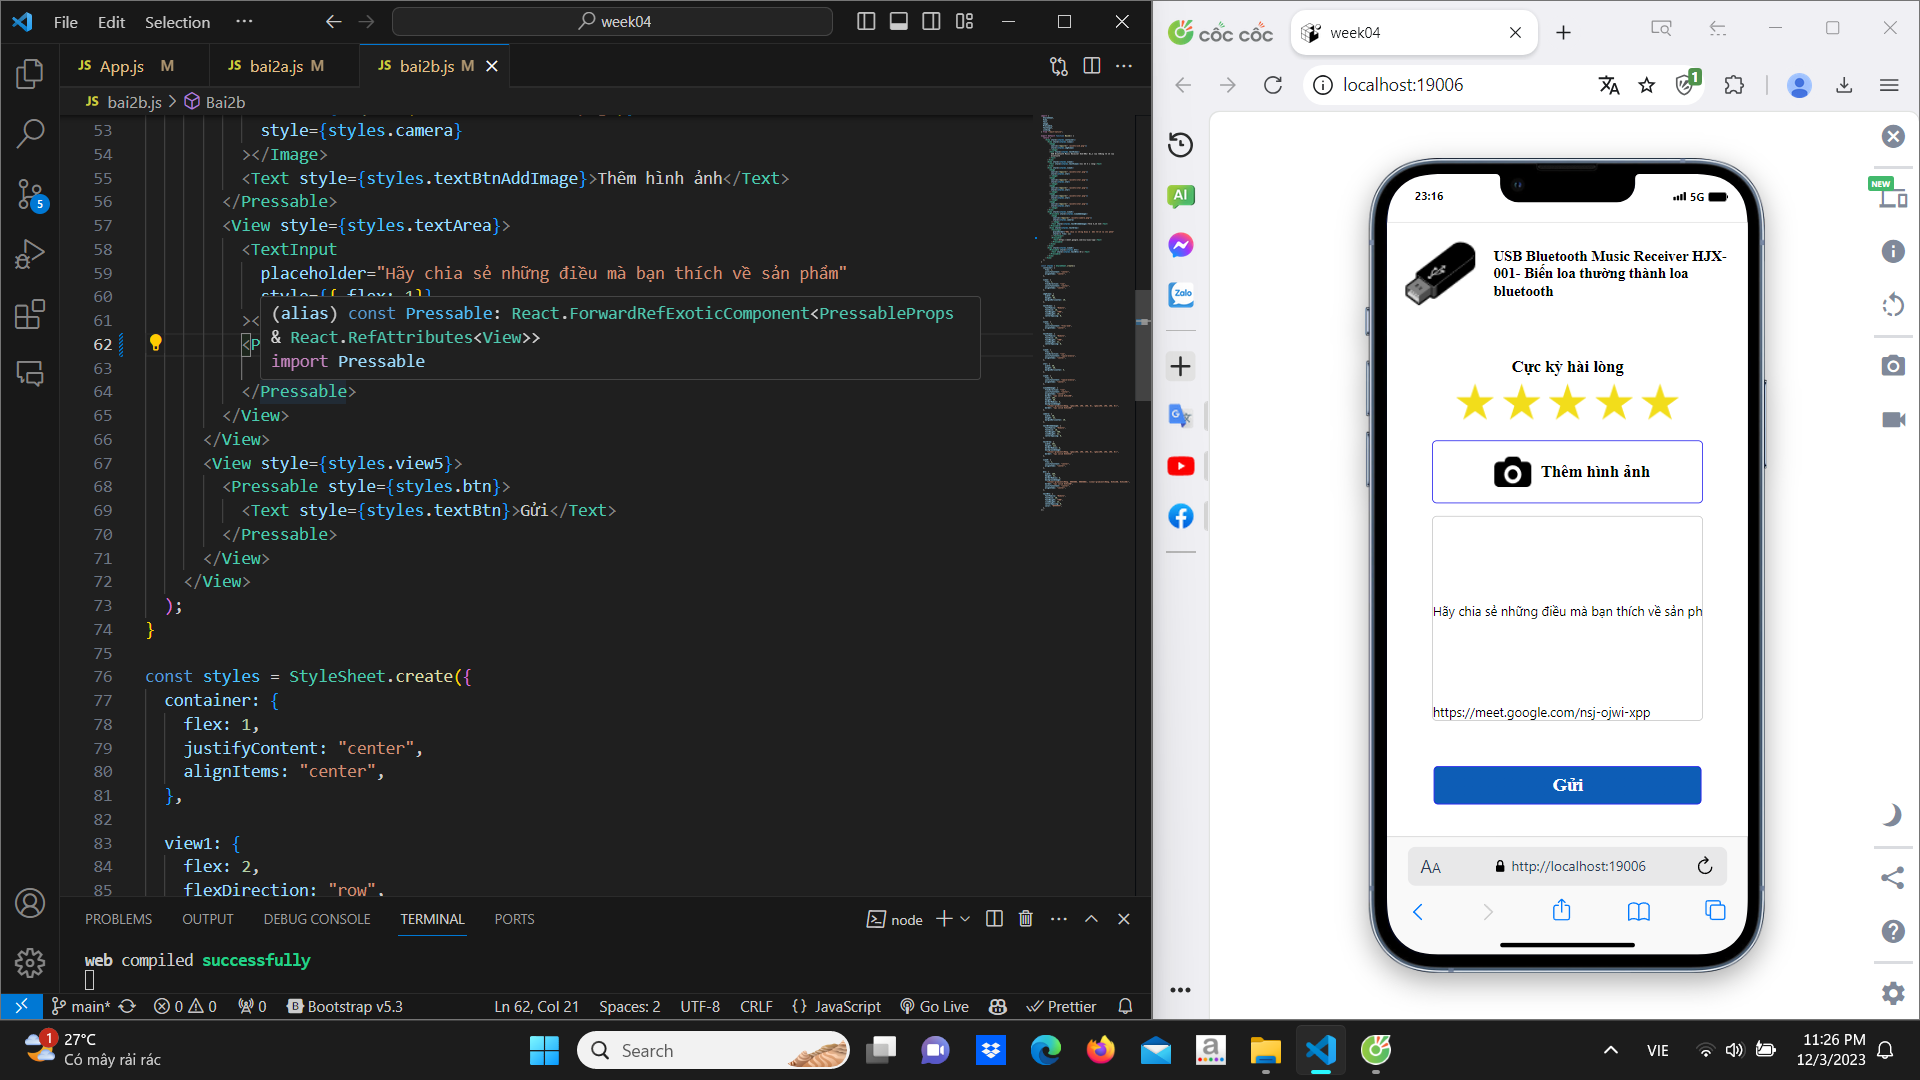 File Edit Selection ··· week04
JS App.js M JS bai2a.js M JS bai2b.js M
JS bai2b.js > Bai2b
53 style={styles.camera}
54 ></Image>
55 <Text style={styles.textBtnAddImage}>Thêm hình ảnh</Text>
56 </Pressable>
57 <View style={styles.textArea}>
58 <TextInput
59 placeholder="Hãy chia sẻ những điều mà bạn thích về sản phẩm"
60 style={{ flex: 1}}
61 ><
62 <P
63
64 </Pressable>
65 </View>
66 </View>
67 <View style={styles.view5}>
68 <Pressable style={styles.btn}>
69 <Text style={styles.textBtn}>Gửi</Text>
70 </Pressable>
71 </View>
72 </View>
73 );
74 }
75
76 const styles = StyleSheet.create({
77 container: {
78 flex: 1,
79 justifyContent: "center",
80 alignItems: "center",
81 },
82
83 view1: {
84 flex: 2,
85 flexDirection: "row",
(alias) const Pressable: React.ForwardRefExoticComponent<PressableProps
& React.RefAttributes<View>>
import Pressable
PROBLEMS OUTPUT DEBUG CONSOLE TERMINAL PORTS node
web compiled successfully
5
main* 0 0 0 Bootstrap v5.3 Ln 62, Col 21 Spaces: 2 UTF-8 CRLF {} JavaScript Go Live Prettier
cốc cốc week04
localhost:19006 1
AI
Zalo
NEW
23:16 5G
USB Bluetooth Music Receiver HJX-
001- Biến loa thường thành loa
bluetooth
Cực kỳ hài lòng
Thêm hình ảnh
Hãy chia sẻ những điều mà bạn thích về sản ph
https://meet.google.com/nsj-ojwi-xpp
Gửi
AA http://localhost:19006
1 27°C
Có mây rải rác
Search
VIE
11:26 PM
12/3/2023